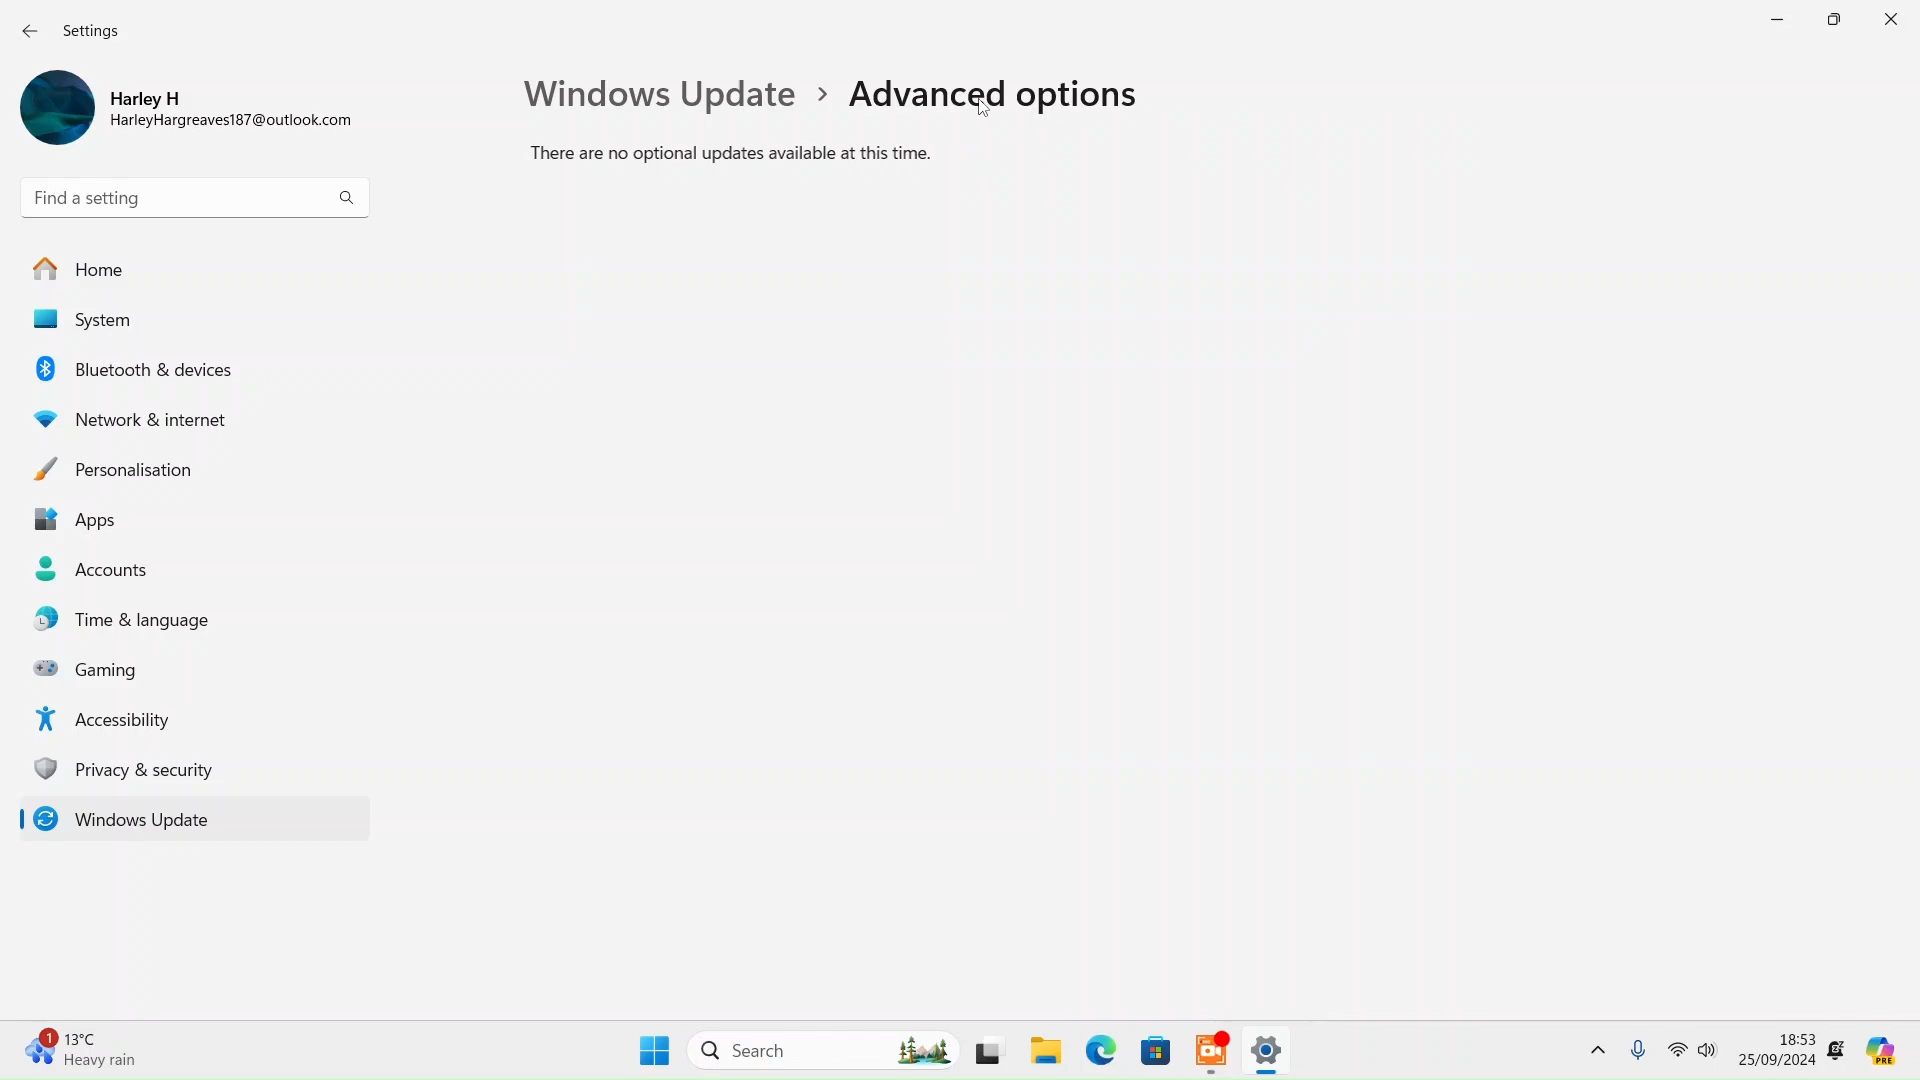 Settings
Harley H
HarleyHargreaves187@outlook.com
Find a setting
Home
System
Bluetooth & devices
Network & internet
Personalisation
Apps
Accounts
Time & language
Gaming
Accessibility
Privacy & security
Windows Update
Windows Update > Advanced options
There are no optional updates available at this time.
1
13°C
Heavy rain
Search
18:53
25/09/2024
PRE